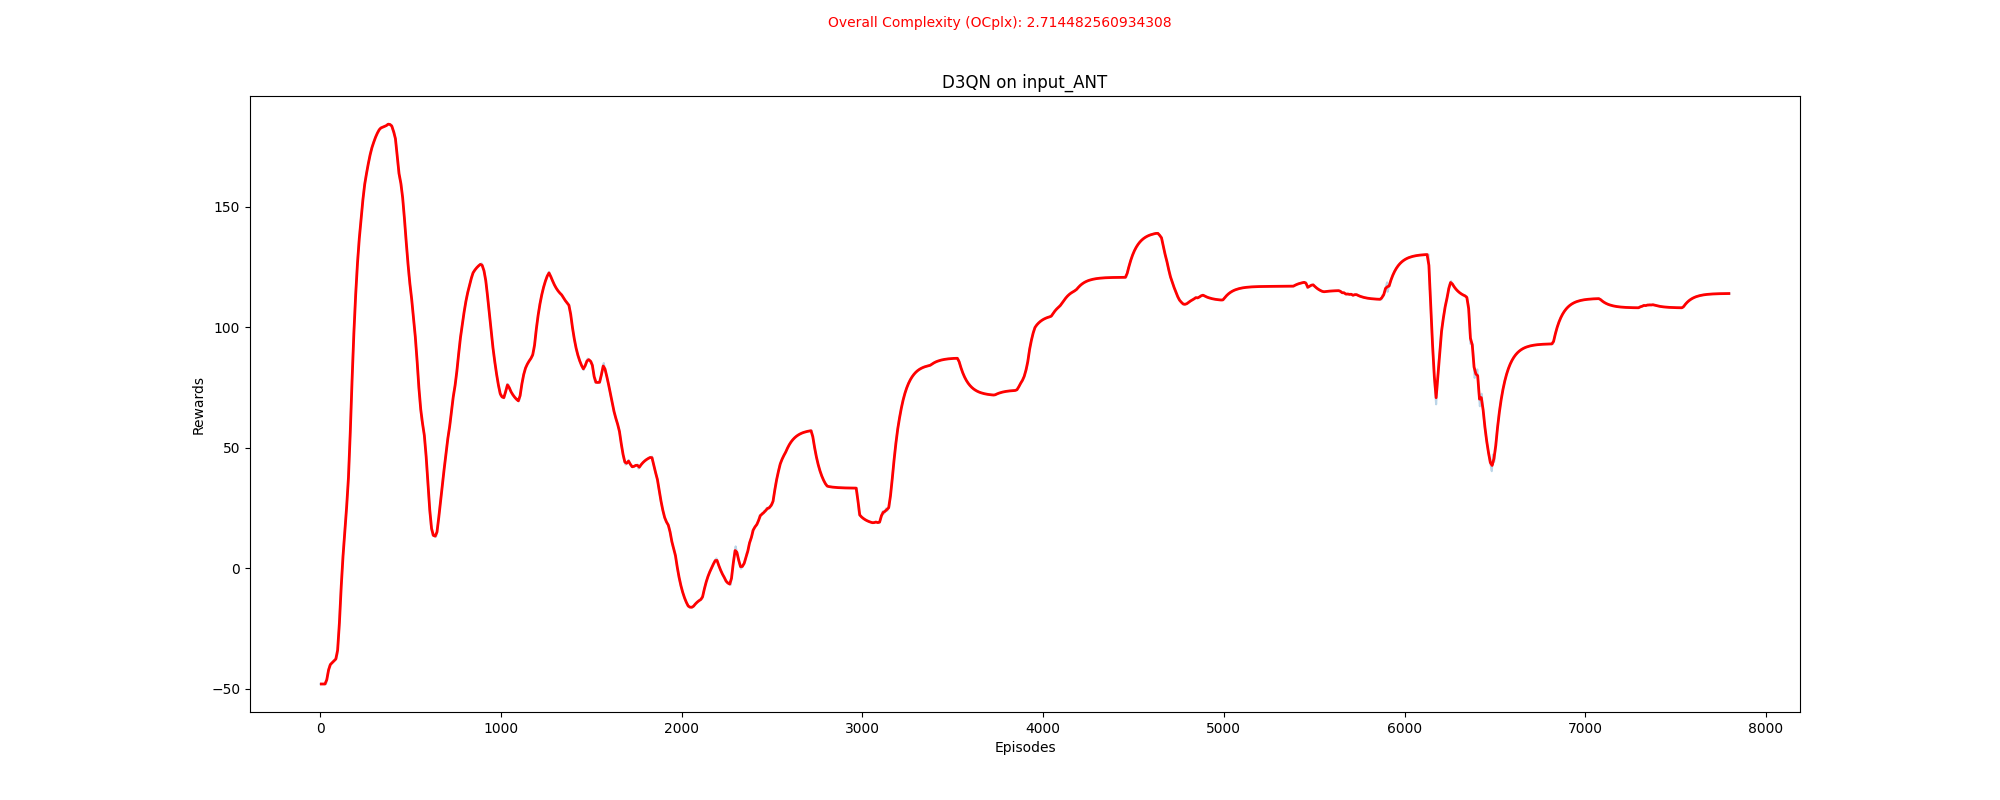 Overall Complexity (OCplx): 2.714482560934308
D3QN on input_ANT
Rewards
150
100
50
0
−50
0 1000 2000 3000 4000 5000 6000 7000 8000
Episodes